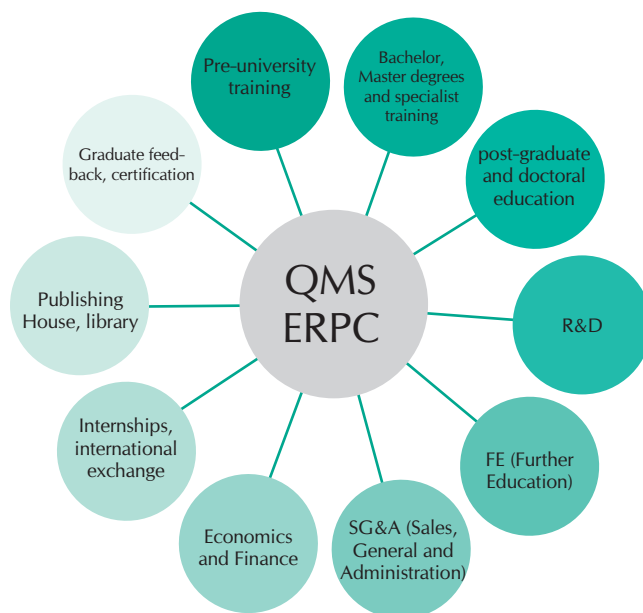 Pre-university
training
Bachelor,
Master degrees
and specialist
training
post-graduate
and doctoral
education
R&D
FE (Further
Education)
SG&A (Sales,
General and
Administration)
Economics
and Finance
Internships,
international
exchange
Publishing
House, library
Graduate feed-
back, certification
QMS
ERPC